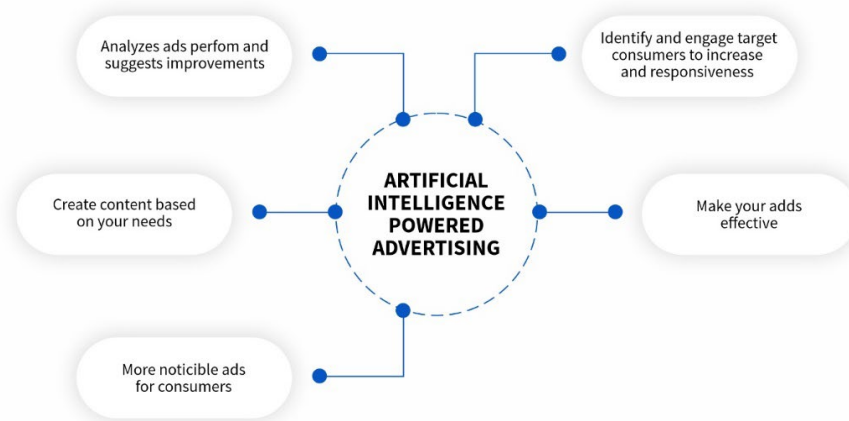 Analyzes ads perfom and
suggests improvements
Identify and engage target
consumers to increase
and responsiveness
ARTIFICIAL
INTELLIGENCE
POWERED
ADVERTISING
Create content based
on your needs
Make your adds
effective
More noticible ads
for consumers